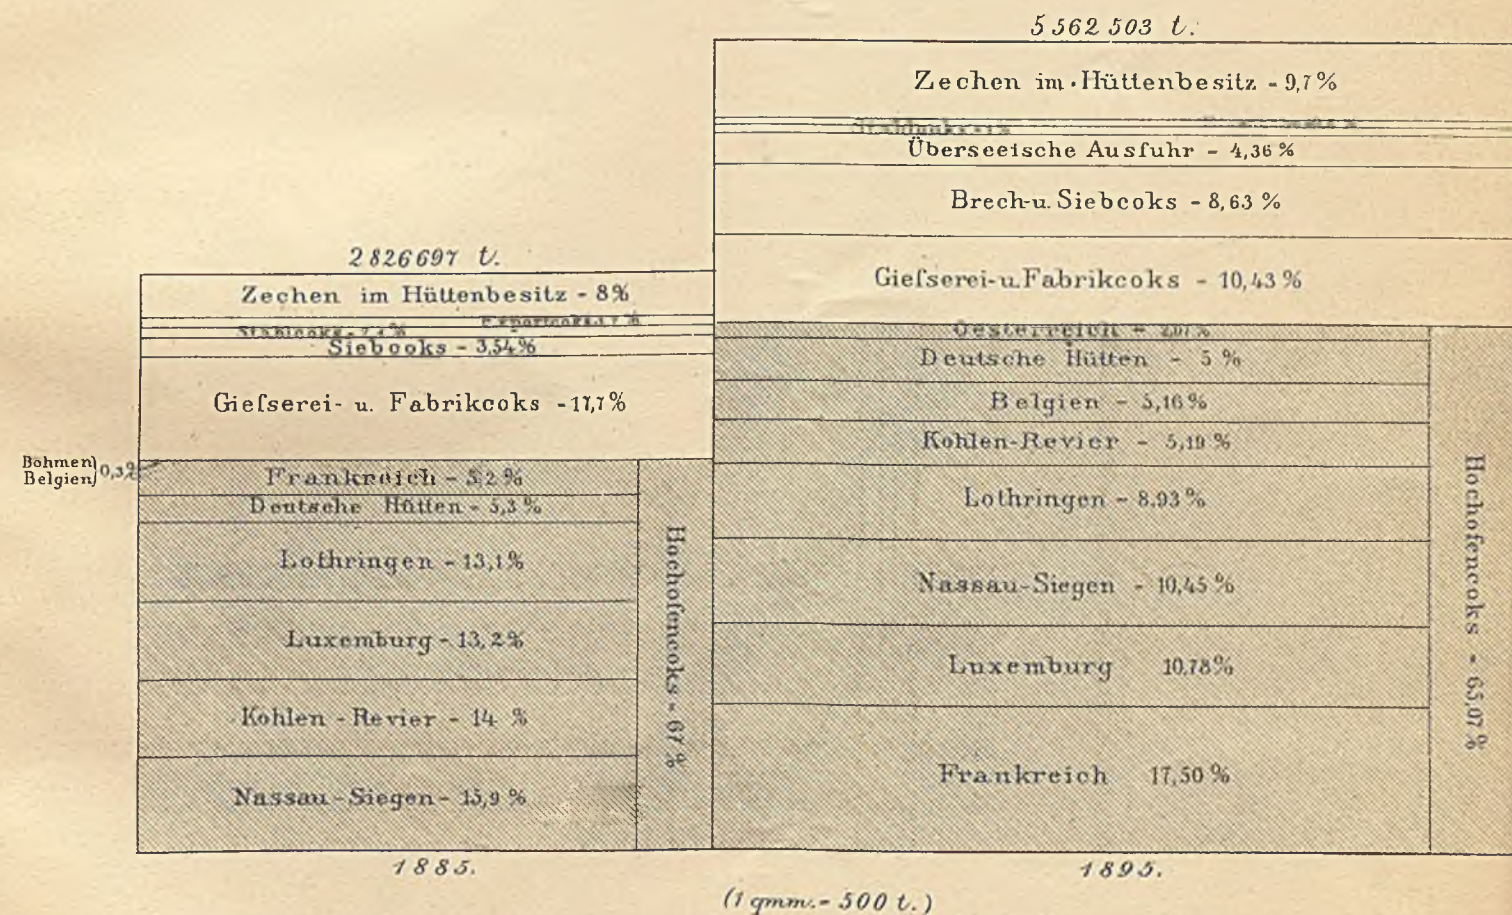 5 562 503 t.
Zechen im Hüttenbesitz - 9,7 %
Überseeische Ausfuhr - 4,36 %
Brech- u. Siebcoks - 8,63 %
Gieſserei- u. Fabrikcoks - 10,43 %
Oesterreich - 2,07 %
Deutsche Hütten - 5 %
Belgien - 5,16 %
Kohlen-Revier - 5,19 %
Lothringen - 8,93 %
Nassau-Siegen - 10,45 %
Luxemburg 10,78 %
Frankreich 17,50 %
Hochofencoks - 65,07 %
1895.
2826697 t.
Zechen im Hüttenbesitz - 8 %
Siebcoks - 3,54 %
Gieſserei- u. Fabrikcoks - 17,7 %
Böhmen
Belgien 0,3 %
Frankreich - 5,2 %
Deutsche Hütten - 5,3 %
Lothringen - 13,1 %
Luxemburg - 13,2 %
Kohlen-Revier - 14 %
Nassau-Siegen - 15,9 %
Hochofencoks - 67 %
1885.
(1 qmm. - 500 t.)